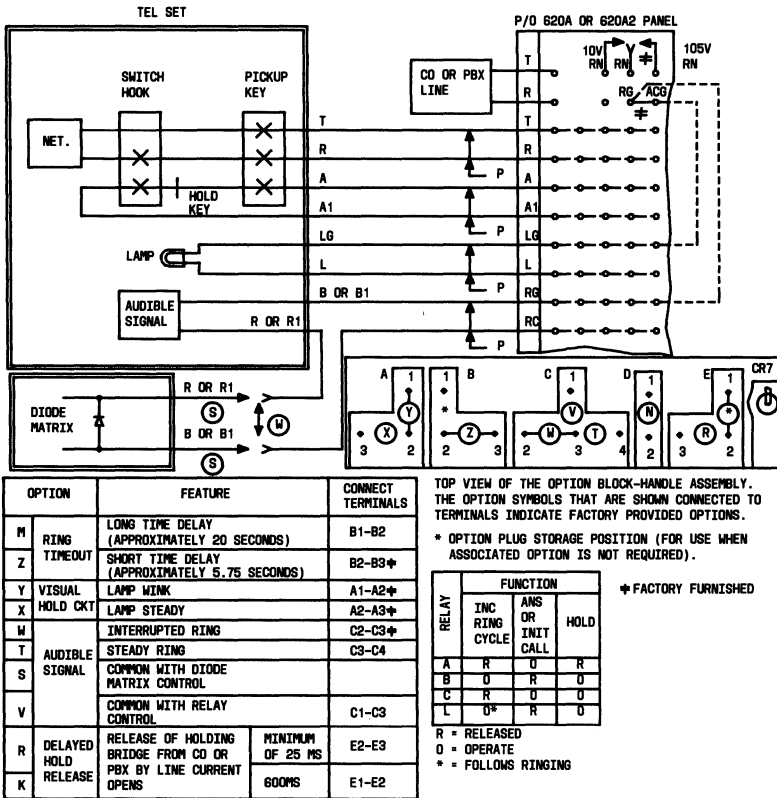 TEL SET
P/O 620A OR 620A2 PANEL
SWITCH HOOK
PICKUP KEY
NET.
HOLD KEY
LAMP
AUDIBLE SIGNAL
R OR R1
CO OR PBX LINE
T
R
10V RN
RN
105V RN
RG
ACG
T
T
R
R
P
A
A
A1
A1
P
LG
LG
L
L
P
B OR B1
RG
RC
P
DIODE MATRIX
R OR R1
S
W
B OR B1
S
A
1
Y
X
3
2
1
B
*
Z
2
3
C
1
V
W
T
2
3
4
D
1
N
2
E
1
*
R
3
2
CR7
OPTION
FEATURE
CONNECT TERMINALS
M
RING TIMEOUT
LONG TIME DELAY (APPROXIMATELY 20 SECONDS)
B1-B2
Z
SHORT TIME DELAY (APPROXIMATELY 5.75 SECONDS)
B2-B3⌖
Y
VISUAL HOLD CKT
LAMP WINK
A1-A2⌖
X
LAMP STEADY
A2-A3⌖
W
AUDIBLE SIGNAL
INTERRUPTED RING
C2-C3⌖
T
STEADY RING
C3-C4
S
COMMON WITH DIODE MATRIX CONTROL
V
COMMON WITH RELAY CONTROL
C1-C3
R
DELAYED HOLD RELEASE
RELEASE OF HOLDING BRIDGE FROM CO OR PBX BY LINE CURRENT OPENS
MINIMUM OF 25 MS
E2-E3
K
600MS
E1-E2
TOP VIEW OF THE OPTION BLOCK-HANDLE ASSEMBLY.
THE OPTION SYMBOLS THAT ARE SHOWN CONNECTED TO
TERMINALS INDICATE FACTORY PROVIDED OPTIONS.
* OPTION PLUG STORAGE POSITION (FOR USE WHEN
ASSOCIATED OPTION IS NOT REQUIRED).
⌖ FACTORY FURNISHED
RELAY
FUNCTION
INC RING CYCLE
ANS OR INIT CALL
HOLD
A R O R
B O R O
C R O O
L O* R O
R = RELEASED
O = OPERATE
* = FOLLOWS RINGING